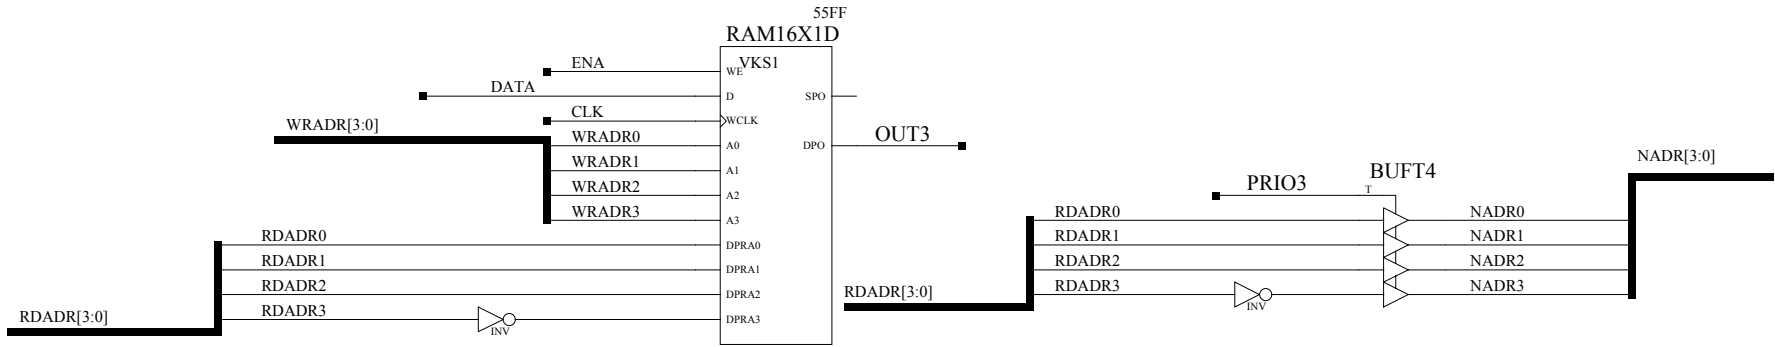 55FF
RAM16X1D
VKS1
ENA
WE
DATA
D
SPO
CLK
WCLK
WRADR[3:0]
WRADR0
A0
DPO
OUT3
WRADR1
A1
WRADR2
A2
WRADR3
A3
RDADR0
DPRA0
RDADR1
DPRA1
RDADR2
DPRA2
RDADR3
INV
DPRA3
RDADR[3:0]
BUFT4
PRIO3
T
NADR[3:0]
RDADR0
NADR0
RDADR1
NADR1
RDADR2
NADR2
RDADR[3:0]
RDADR3
INV
NADR3